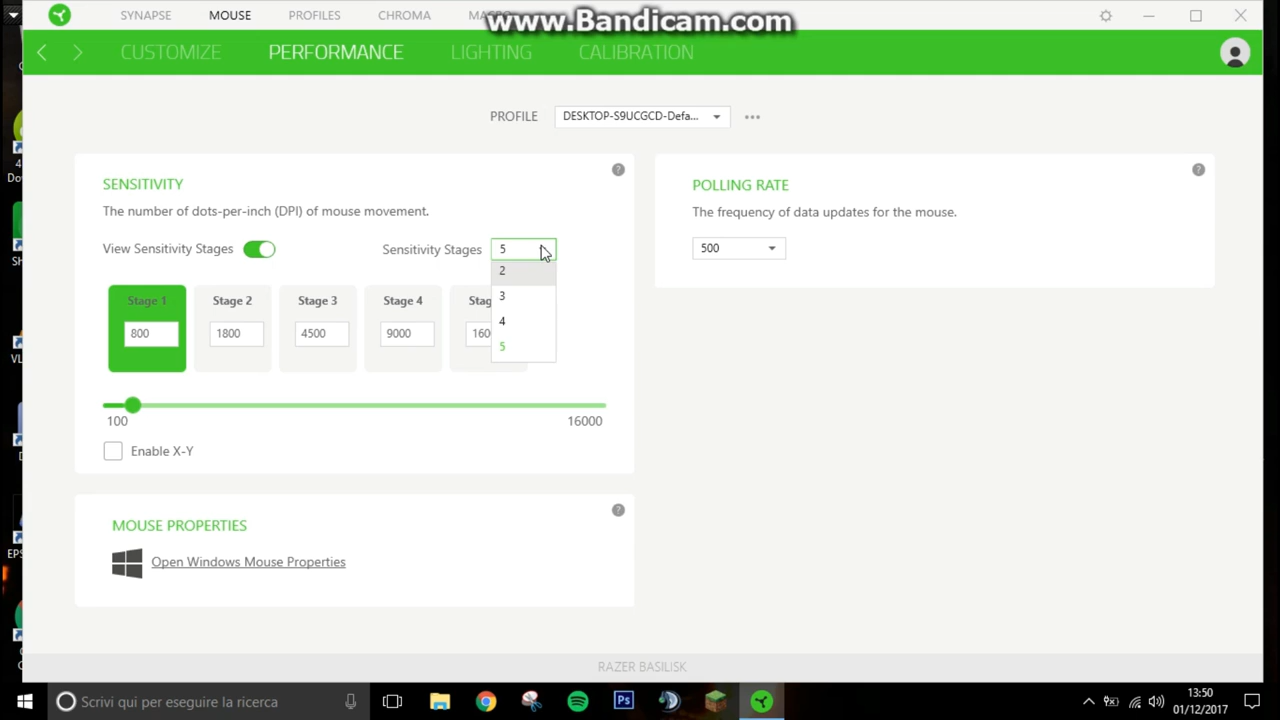 SYNAPSE MOUSE PROFILES CHROMA
www.Bandicam.com
CUSTOMIZE PERFORMANCE LIGHTING CALIBRATION
PROFILE DESKTOP-S9UCGCD-Defa... •••
SENSITIVITY
The number of dots-per-inch (DPI) of mouse movement.
View Sensitivity Stages
Sensitivity Stages 5
2
3
4
5
Stage 1 Stage 2 Stage 3 Stage 4
800 1800 4500 9000
100 16000
Enable X-Y
POLLING RATE
The frequency of data updates for the mouse.
500
MOUSE PROPERTIES
Open Windows Mouse Properties
RAZER BASILISK
Scrivi qui per eseguire la ricerca
Ps
13:50
01/12/2017